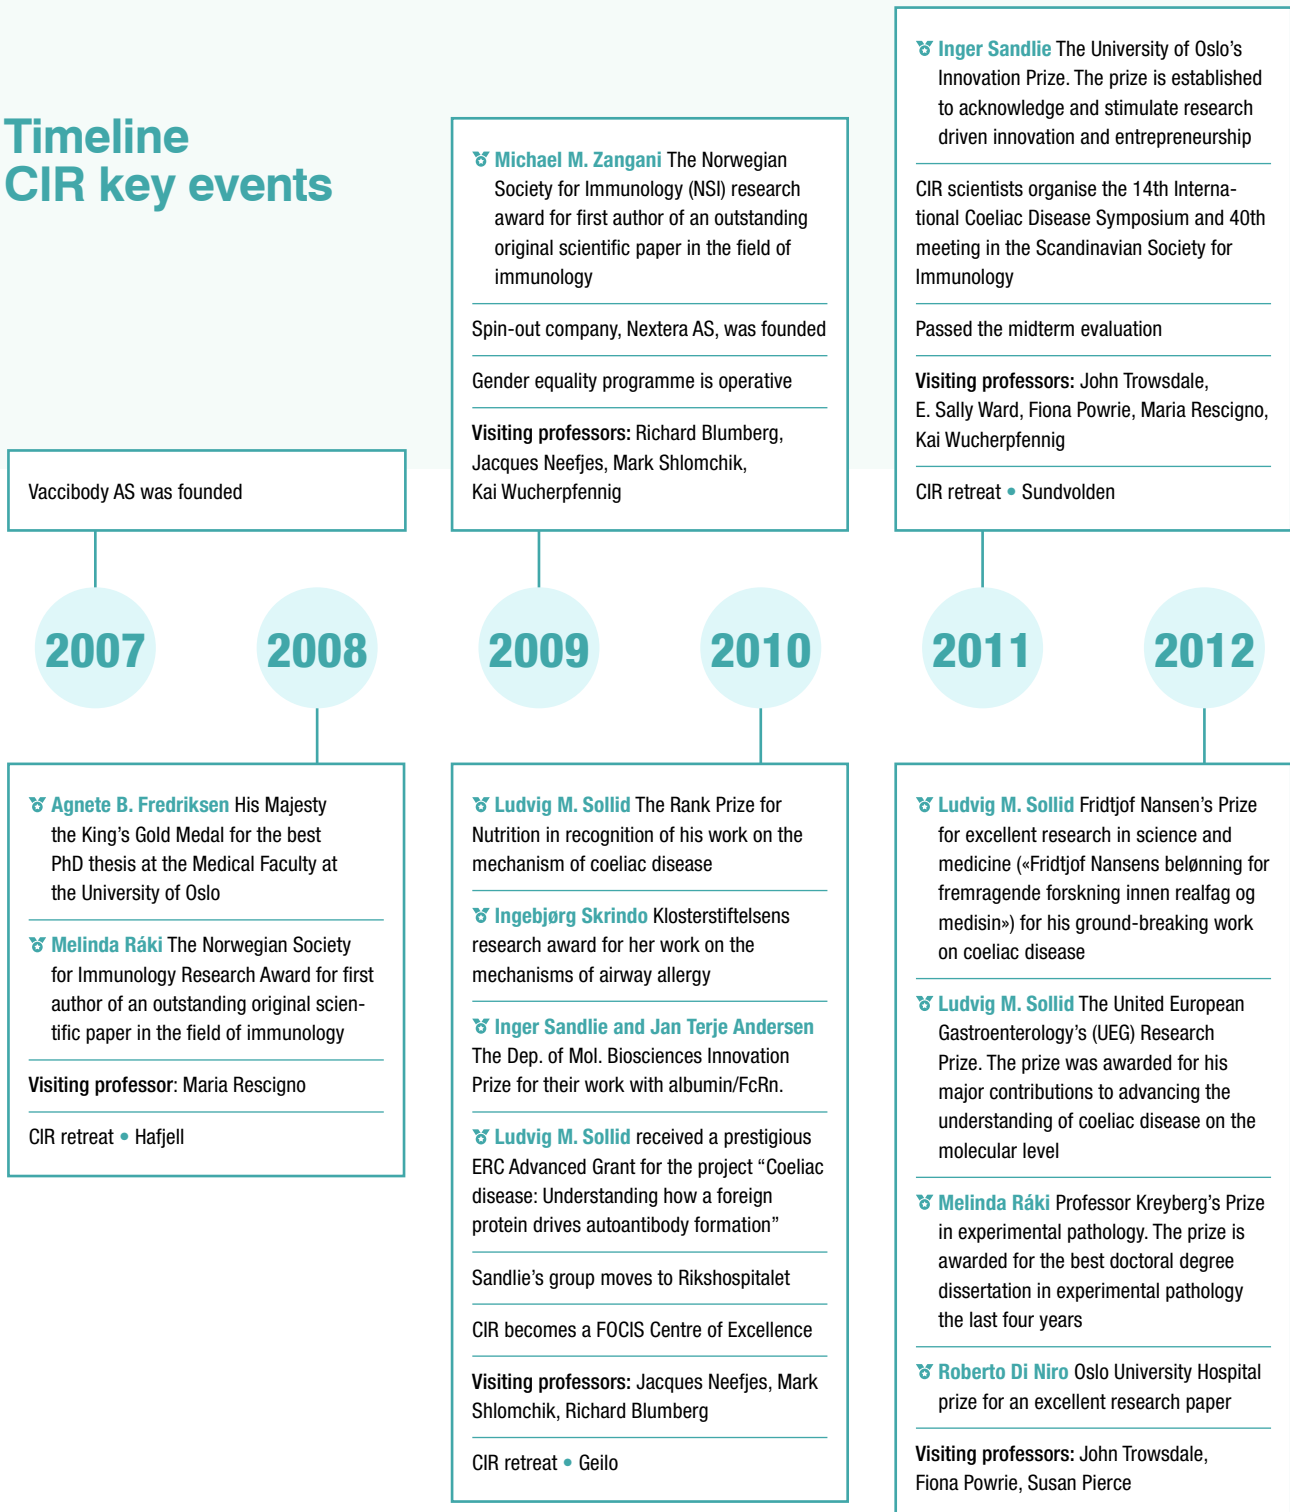 Timeline
CIR key events
Vaccibody AS was founded
2007
2008
Agnete B. Fredriksen His Majesty
the King’s Gold Medal for the best
PhD thesis at the Medical Faculty at
the University of Oslo
Melinda Ráki The Norwegian Society
for Immunology Research Award for first
author of an outstanding original scien-
tific paper in the field of immunology
Visiting professor: Maria Rescigno
CIR retreat • Hafjell
Michael M. Zangani The Norwegian
Society for Immunology (NSI) research
award for first author of an outstanding
original scientific paper in the field of
immunology
Spin-out company, Nextera AS, was founded
Gender equality programme is operative
Visiting professors: Richard Blumberg,
Jacques Neefjes, Mark Shlomchik,
Kai Wucherpfennig
2009
2010
Ludvig M. Sollid The Rank Prize for
Nutrition in recognition of his work on the
mechanism of coeliac disease
Ingebjørg Skrindo Klosterstiftelsens
research award for her work on the
mechanisms of airway allergy
Inger Sandlie and Jan Terje Andersen
The Dep. of Mol. Biosciences Innovation
Prize for their work with albumin/FcRn.
Ludvig M. Sollid received a prestigious
ERC Advanced Grant for the project “Coeliac
disease: Understanding how a foreign
protein drives autoantibody formation”
Sandlie’s group moves to Rikshospitalet
CIR becomes a FOCIS Centre of Excellence
Visiting professors: Jacques Neefjes, Mark
Shlomchik, Richard Blumberg
CIR retreat • Geilo
Inger Sandlie The University of Oslo’s
Innovation Prize. The prize is established
to acknowledge and stimulate research
driven innovation and entrepreneurship
CIR scientists organise the 14th Interna-
tional Coeliac Disease Symposium and 40th
meeting in the Scandinavian Society for
Immunology
Passed the midterm evaluation
Visiting professors: John Trowsdale,
E. Sally Ward, Fiona Powrie, Maria Rescigno,
Kai Wucherpfennig
CIR retreat • Sundvolden
2011
2012
Ludvig M. Sollid Fridtjof Nansen’s Prize
for excellent research in science and
medicine («Fridtjof Nansens belønning for
fremragende forskning innen realfag og
medisin») for his ground-breaking work
on coeliac disease
Ludvig M. Sollid The United European
Gastroenterology’s (UEG) Research
Prize. The prize was awarded for his
major contributions to advancing the
understanding of coeliac disease on the
molecular level
Melinda Ráki Professor Kreyberg’s Prize
in experimental pathology. The prize is
awarded for the best doctoral degree
dissertation in experimental pathology
the last four years
Roberto Di Niro Oslo University Hospital
prize for an excellent research paper
Visiting professors: John Trowsdale,
Fiona Powrie, Susan Pierce